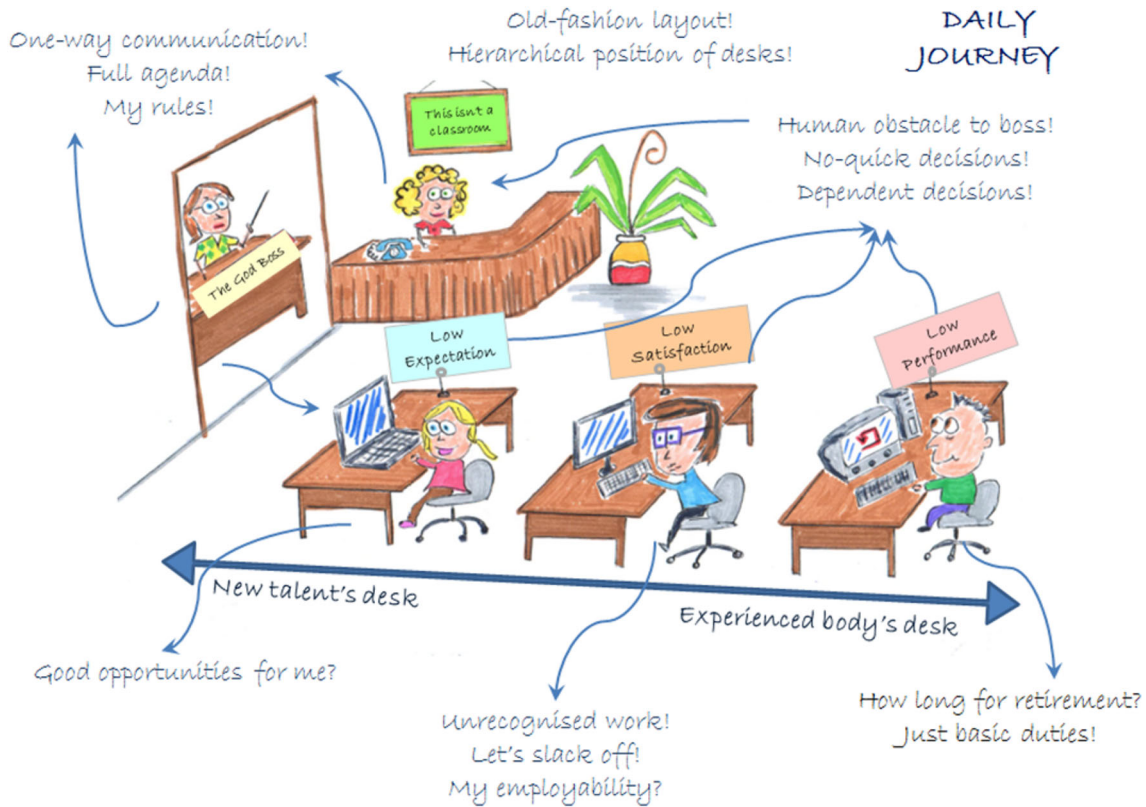 DAILY
JOURNEY
One-way communication!
Full agenda!
My rules!
Old-fashion layout!
Hierarchical position of desks!
Human obstacle to boss!
No-quick decisions!
Dependent decisions!
This isn't a
classroom
The God Boss
Low
Expectation
Low
Satisfaction
Low
Performance
New talent's desk
Experienced body's desk
Good opportunities for me?
Unrecognised work!
Let's slack off!
My employability?
How long for retirement?
Just basic duties!